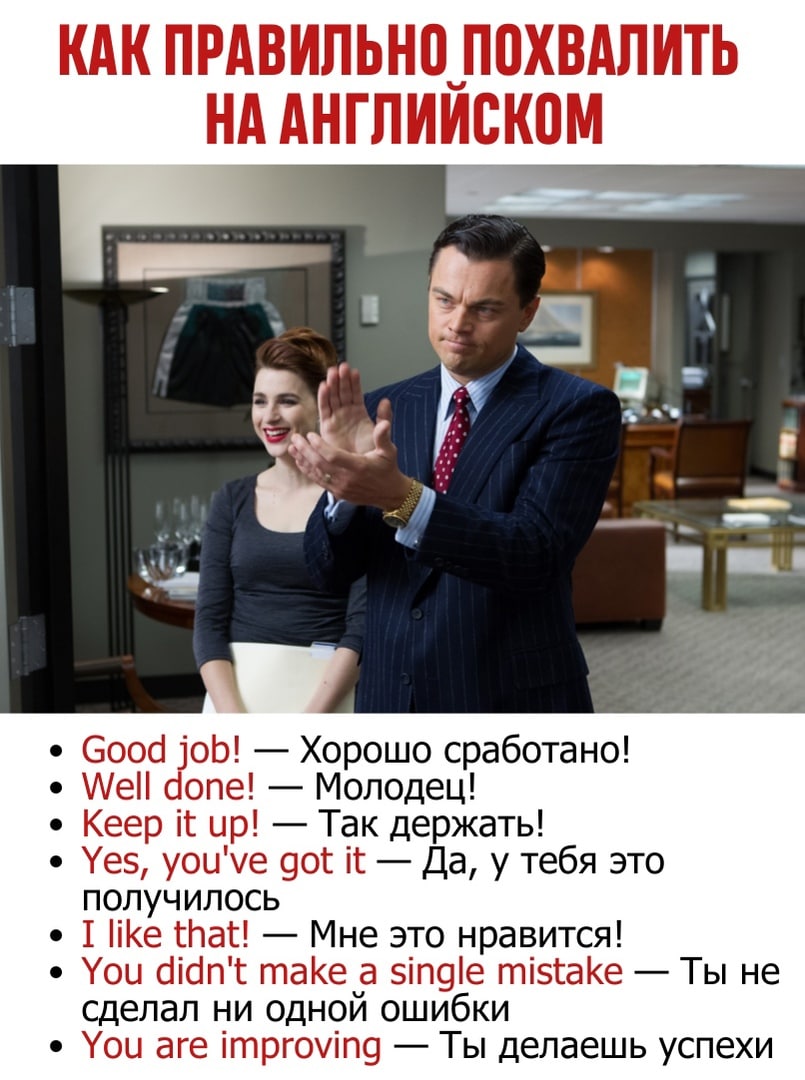 КАК ПРАВИЛЬНО ПОХВАЛИТЬ
НА АНГЛИЙСКОМ
• Good job! — Хорошо сработано!
• Well done! — Молодец!
• Keep it up! — Так держать!
• Yes, you've got it — Да, у тебя это
получилось
• I like that! — Мне это нравится!
• You didn't make a single mistake — Ты не
сделал ни одной ошибки
• You are improving — Ты делаешь успехи